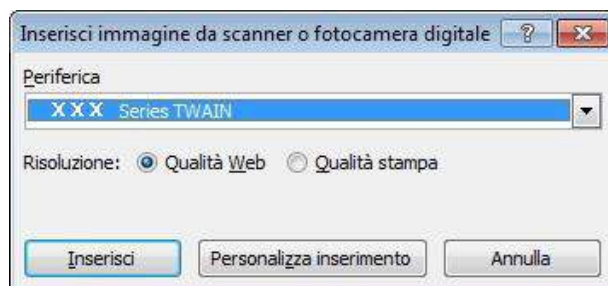 Inserisci immagine da scanner o fotocamera digitale ?
Periferica
XXX Series TWAIN
Risoluzione: Qualità Web Qualità stampa
Inserisci Personalizza inserimento Annulla